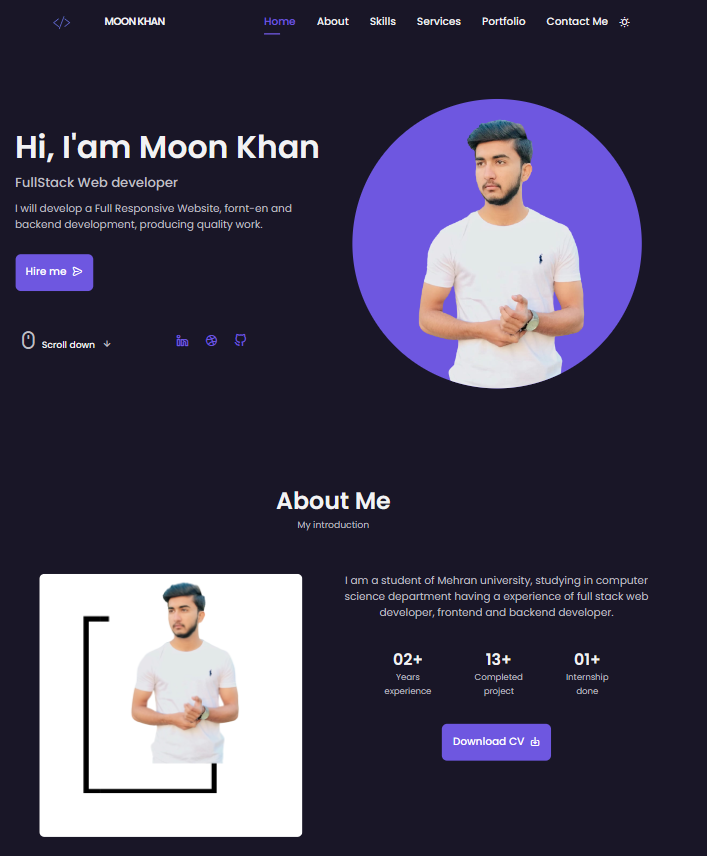 </> MOON KHAN Home About Skills Services Portfolio Contact Me
Hi, I'am Moon Khan
FullStack Web developer
I will develop a Full Responsive Website, fornt-en and
backend development, producing quality work.
Hire me
Scroll down
About Me
My introduction
I am a student of Mehran university, studying in computer
science department having a experience of full stack web
developer, frontend and backend developer.
02+ 13+ 01+
Years Completed Internship
experience project done
Download CV